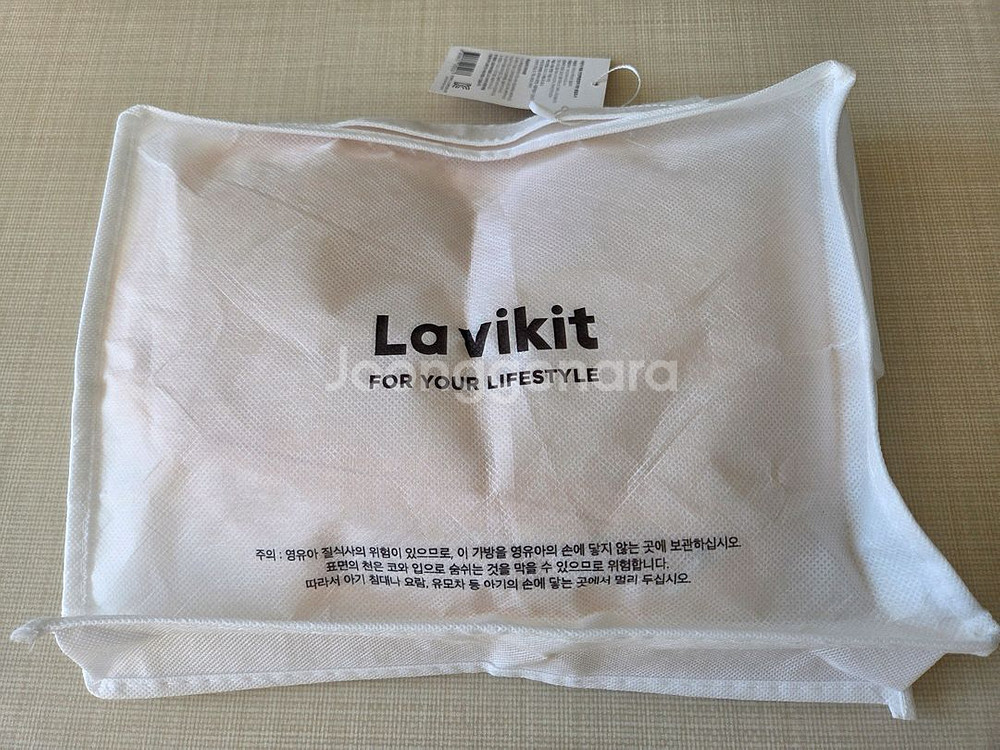 Lavikit
FOR YOUR LIFESTYLE
Joonggonara
주의 : 영유아 질식사의 위험이 있으므로, 이 가방을 영유아의 손에 닿지 않는 곳에 보관하십시오
표면의 천은 코와 입으로 숨쉬는 것을 막을 수 있으므로 위험합니다.
따라서 아기 침대나 요람, 유모차 등 아기의 손에 닿는 곳에서 멀리 두십시오.